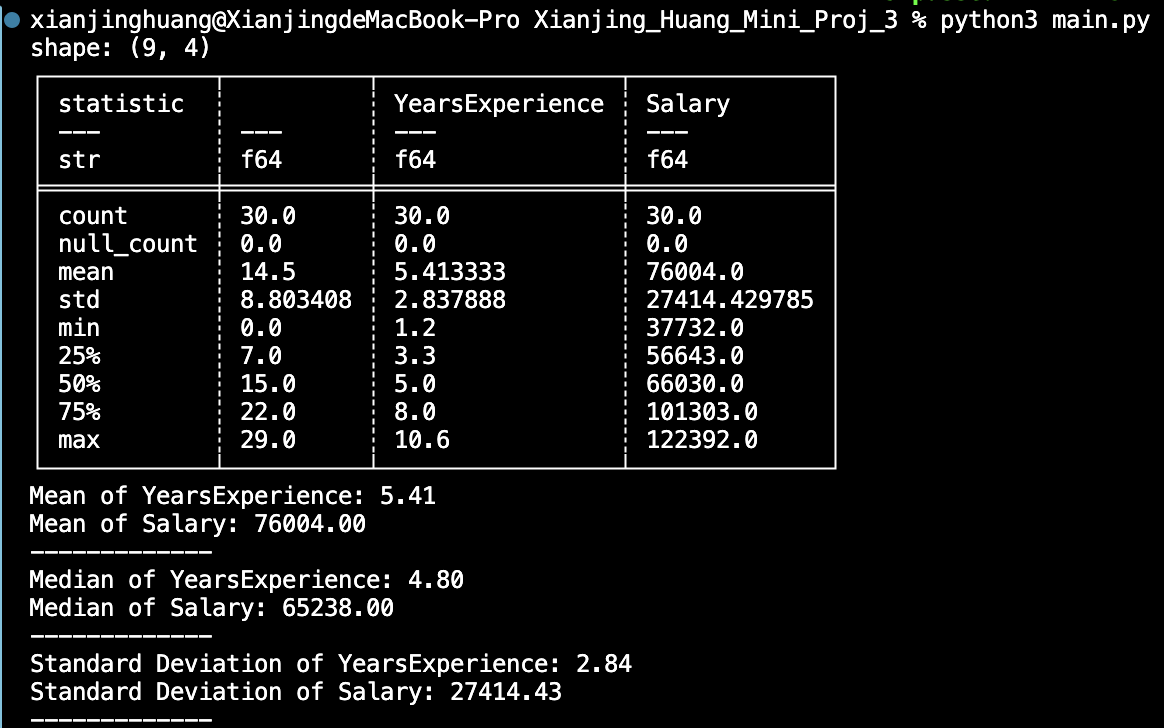 xianjinghuang@XianjingdeMacBook-Pro Xianjing_Huang_Mini_Proj_3 % python3 main.py
shape: (9, 4)
statistic YearsExperience Salary
--- --- --- ---
str f64 f64 f64
count 30.0 30.0 30.0
null_count 0.0 0.0 0.0
mean 14.5 5.413333 76004.0
std 8.803408 2.837888 27414.429785
min 0.0 1.2 37732.0
25% 7.0 3.3 56643.0
50% 15.0 5.0 66030.0
75% 22.0 8.0 101303.0
max 29.0 10.6 122392.0
Mean of YearsExperience: 5.41
Mean of Salary: 76004.00
-------------
Median of YearsExperience: 4.80
Median of Salary: 65238.00
-------------
Standard Deviation of YearsExperience: 2.84
Standard Deviation of Salary: 27414.43
-------------